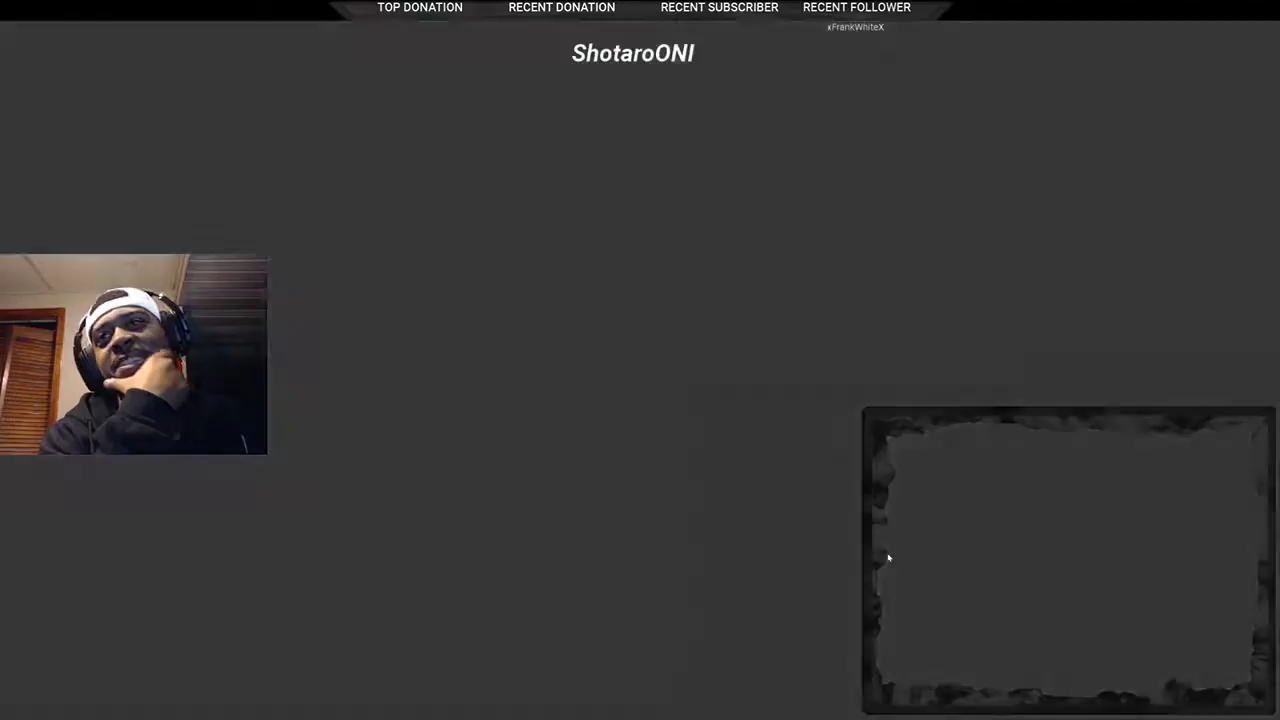 TOP DONATION RECENT DONATION RECENT SUBSCRIBER RECENT FOLLOWER
xFrankWhiteX
ShotaroONI